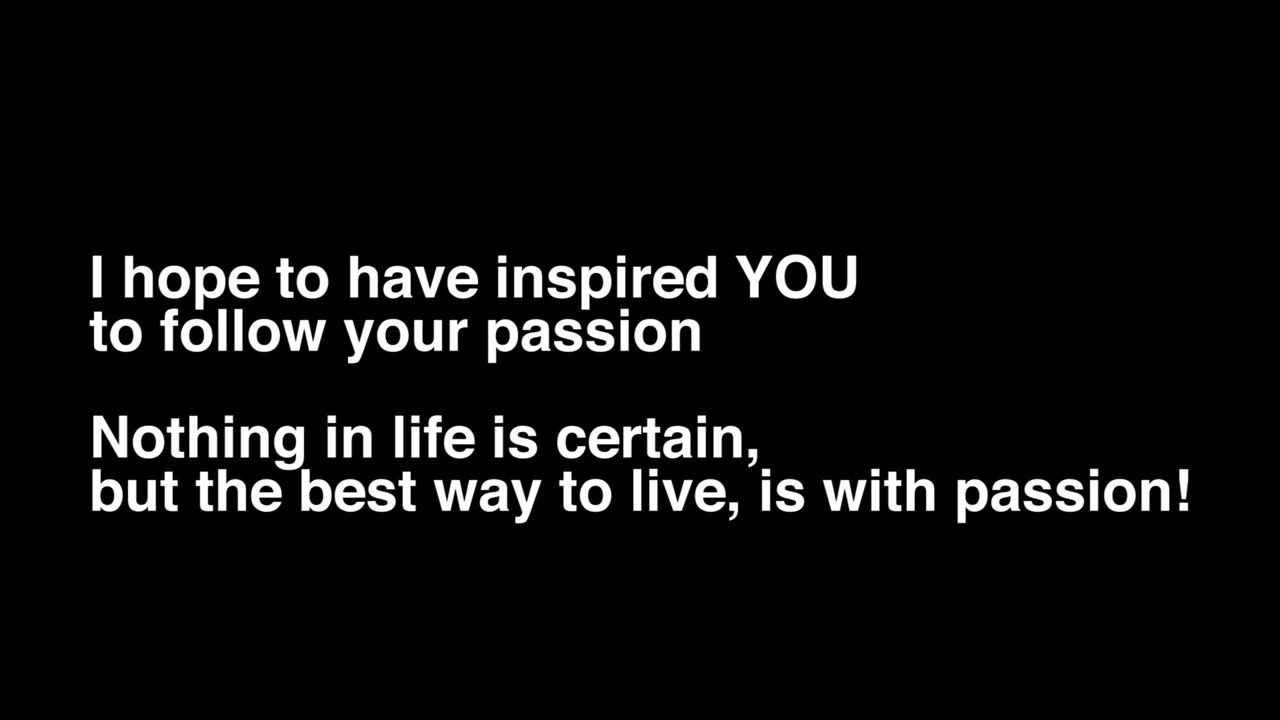 I hope to have inspired YOU
to follow your passion
Nothing in life is certain,
but the best way to live, is with passion!